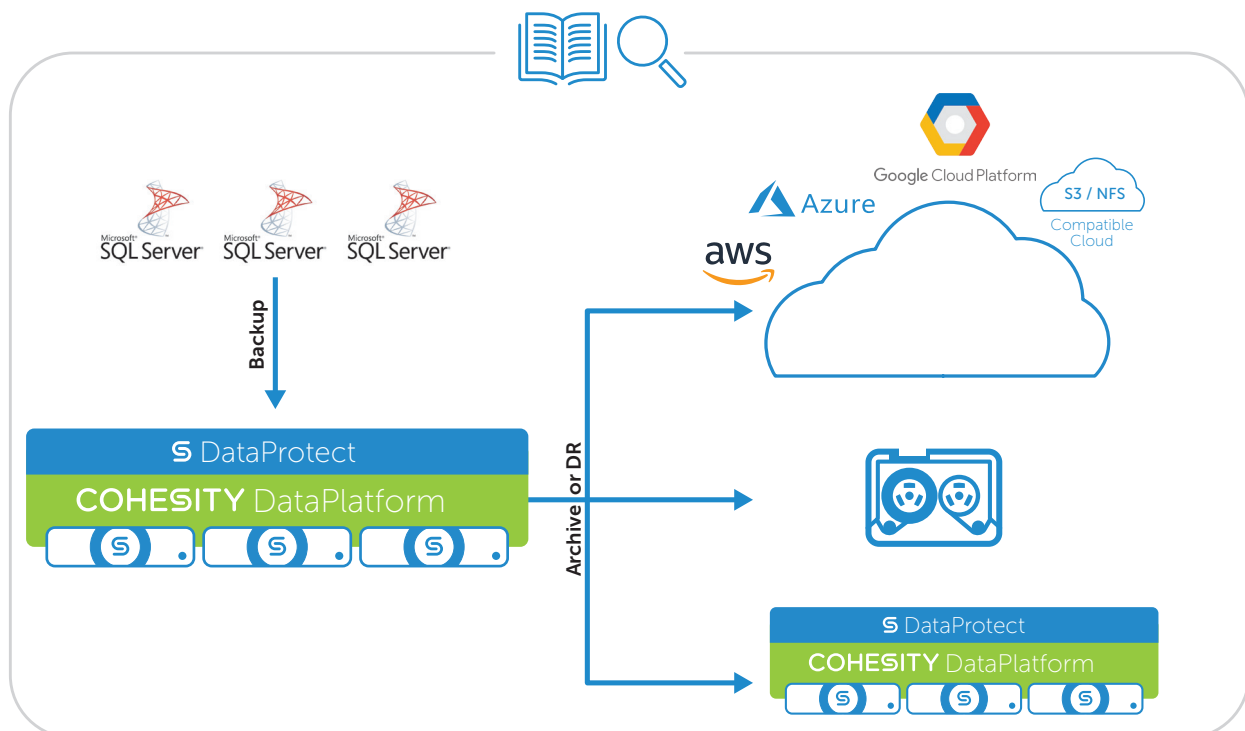 Google Cloud Platform
Azure
S3 / NFS
Compatible
Cloud
aws
Microsoft®
SQL Server®
Microsoft®
SQL Server®
Microsoft®
SQL Server®
Backup
DataProtect
COHESITY DataPlatform
Archive or DR
DataProtect
COHESITY DataPlatform